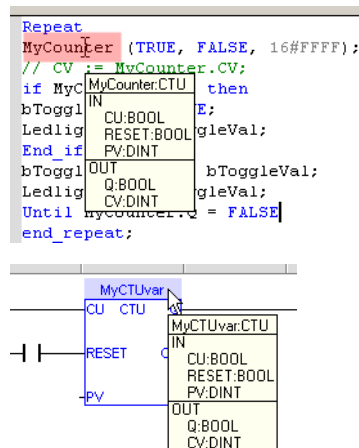 Repeat
MyCounter (TRUE, FALSE, 16#FFFF);
// CV := MyCounter.CV;
if MyC then
bToggl E;
Ledlig gleVal;
End_if
bToggl bToggleVal;
Ledlig gleVal;
Until MyCounter.Q = FALSE
end_repeat;
MyCounter:CTU
IN
CU:BOOL
RESET:BOOL
PV:DINT
OUT
Q:BOOL
CV:DINT
MyCTUvar
CU CTU Q
RESET
PV
MyCTUvar:CTU
IN
CU:BOOL
RESET:BOOL
PV:DINT
OUT
Q:BOOL
CV:DINT